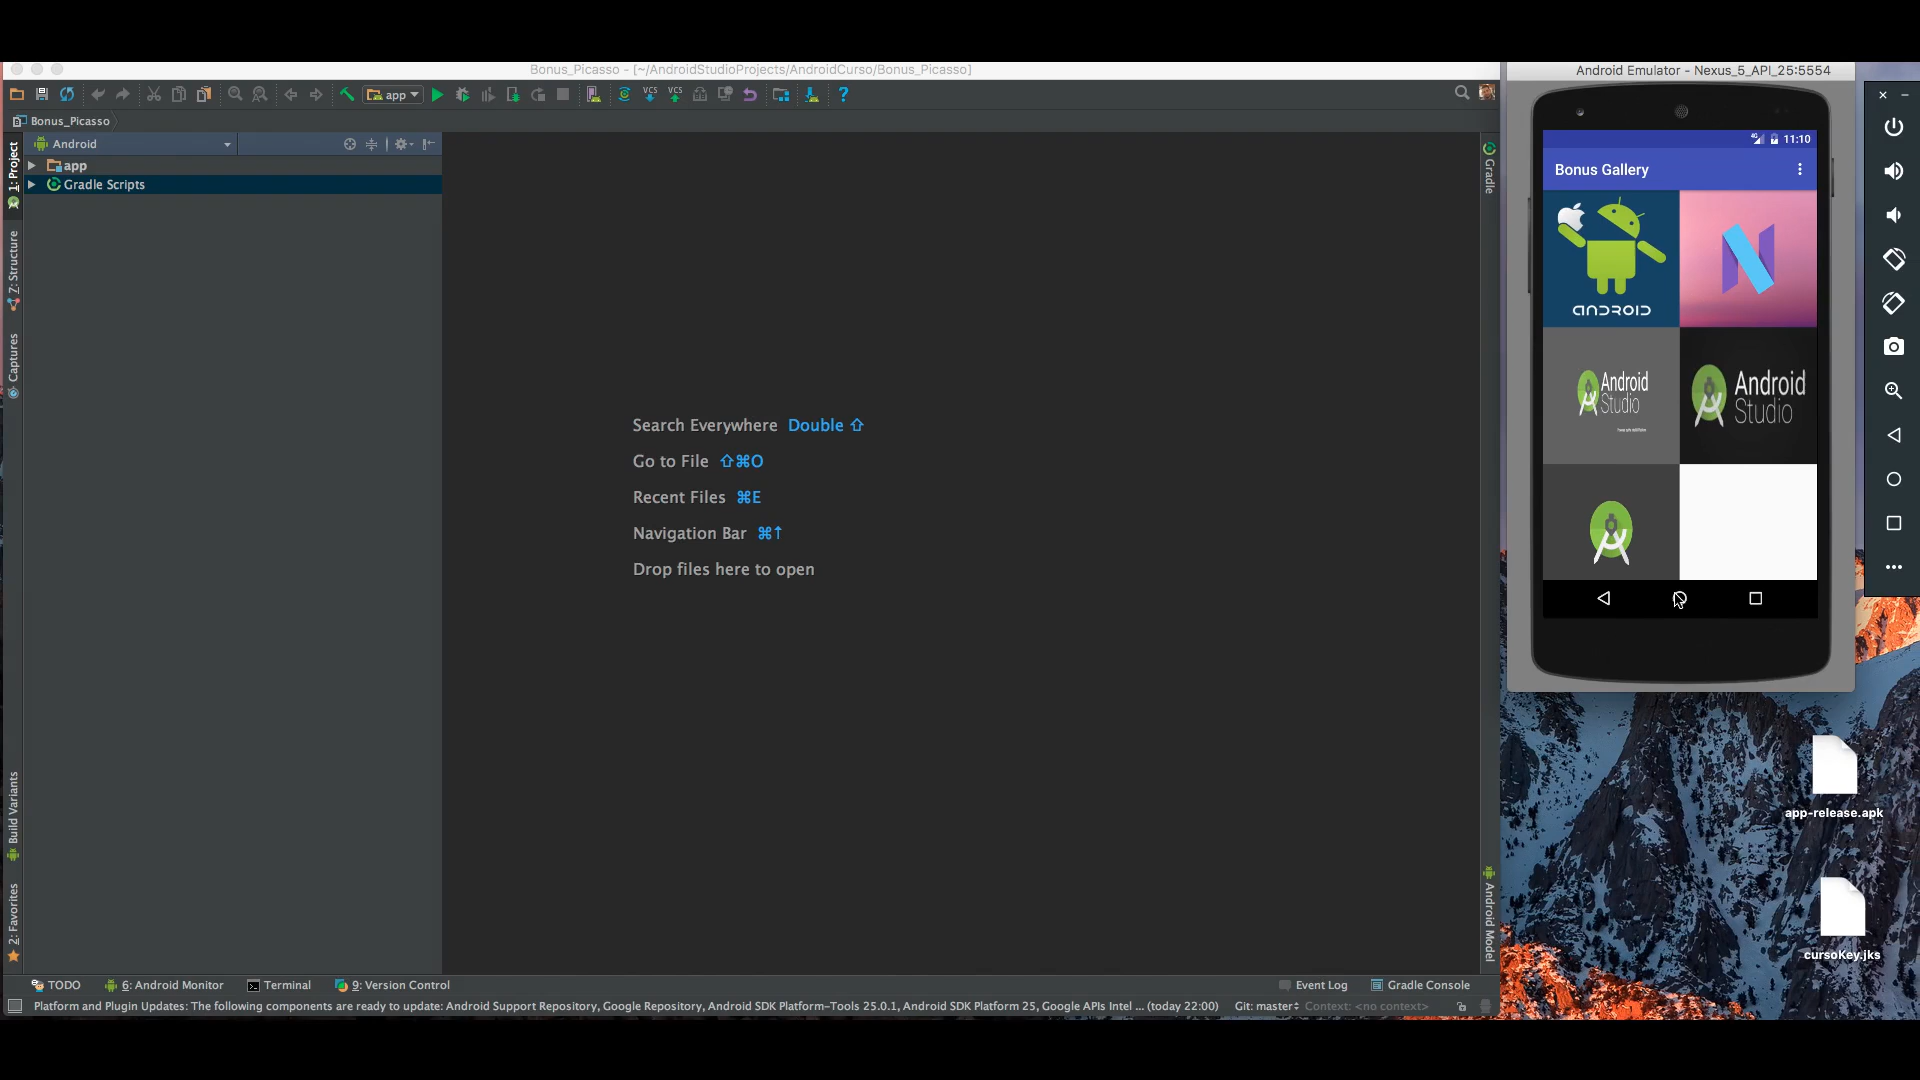 Bonus_Picasso - [~/AndroidStudioProjects/AndroidCurso/Bonus_Picasso]
app
VCS
VCS
?
Bonus_Picasso
Android
app
Gradle Scripts
1: Project
7: Structure
Captures
Build Variants
2: Favorites
Search Everywhere Double ⇧
Go to File ⇧⌘O
Recent Files ⌘E
Navigation Bar ⌘↑
Drop files here to open
Gradle
Android Model
TODO
6: Android Monitor
Terminal
9: Version Control
Event Log
Gradle Console
Platform and Plugin Updates: The following components are ready to update: Android Support Repository, Google Repository, Android SDK Platform-Tools 25.0.1, Android SDK Platform 25, Google APIs Intel ... (today 22:00)
Git: master
Context: <no context>
Android Emulator - Nexus_5_API_25:5554
4G
11:10
Bonus Gallery
ANDROID
Android
Studio
Android
Studio
app-release.apk
cursoKey.jks